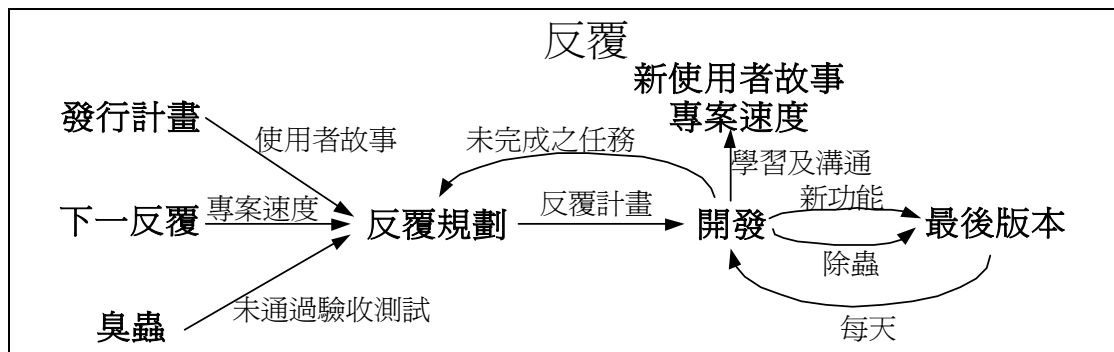 反覆
新使用者故事
專案速度
發行計畫
使用者故事
未完成之任務
學習及溝通
新功能
下一反覆
專案速度
反覆規劃
反覆計畫
開發
最後版本
除蟲
臭蟲
未通過驗收測試
每天